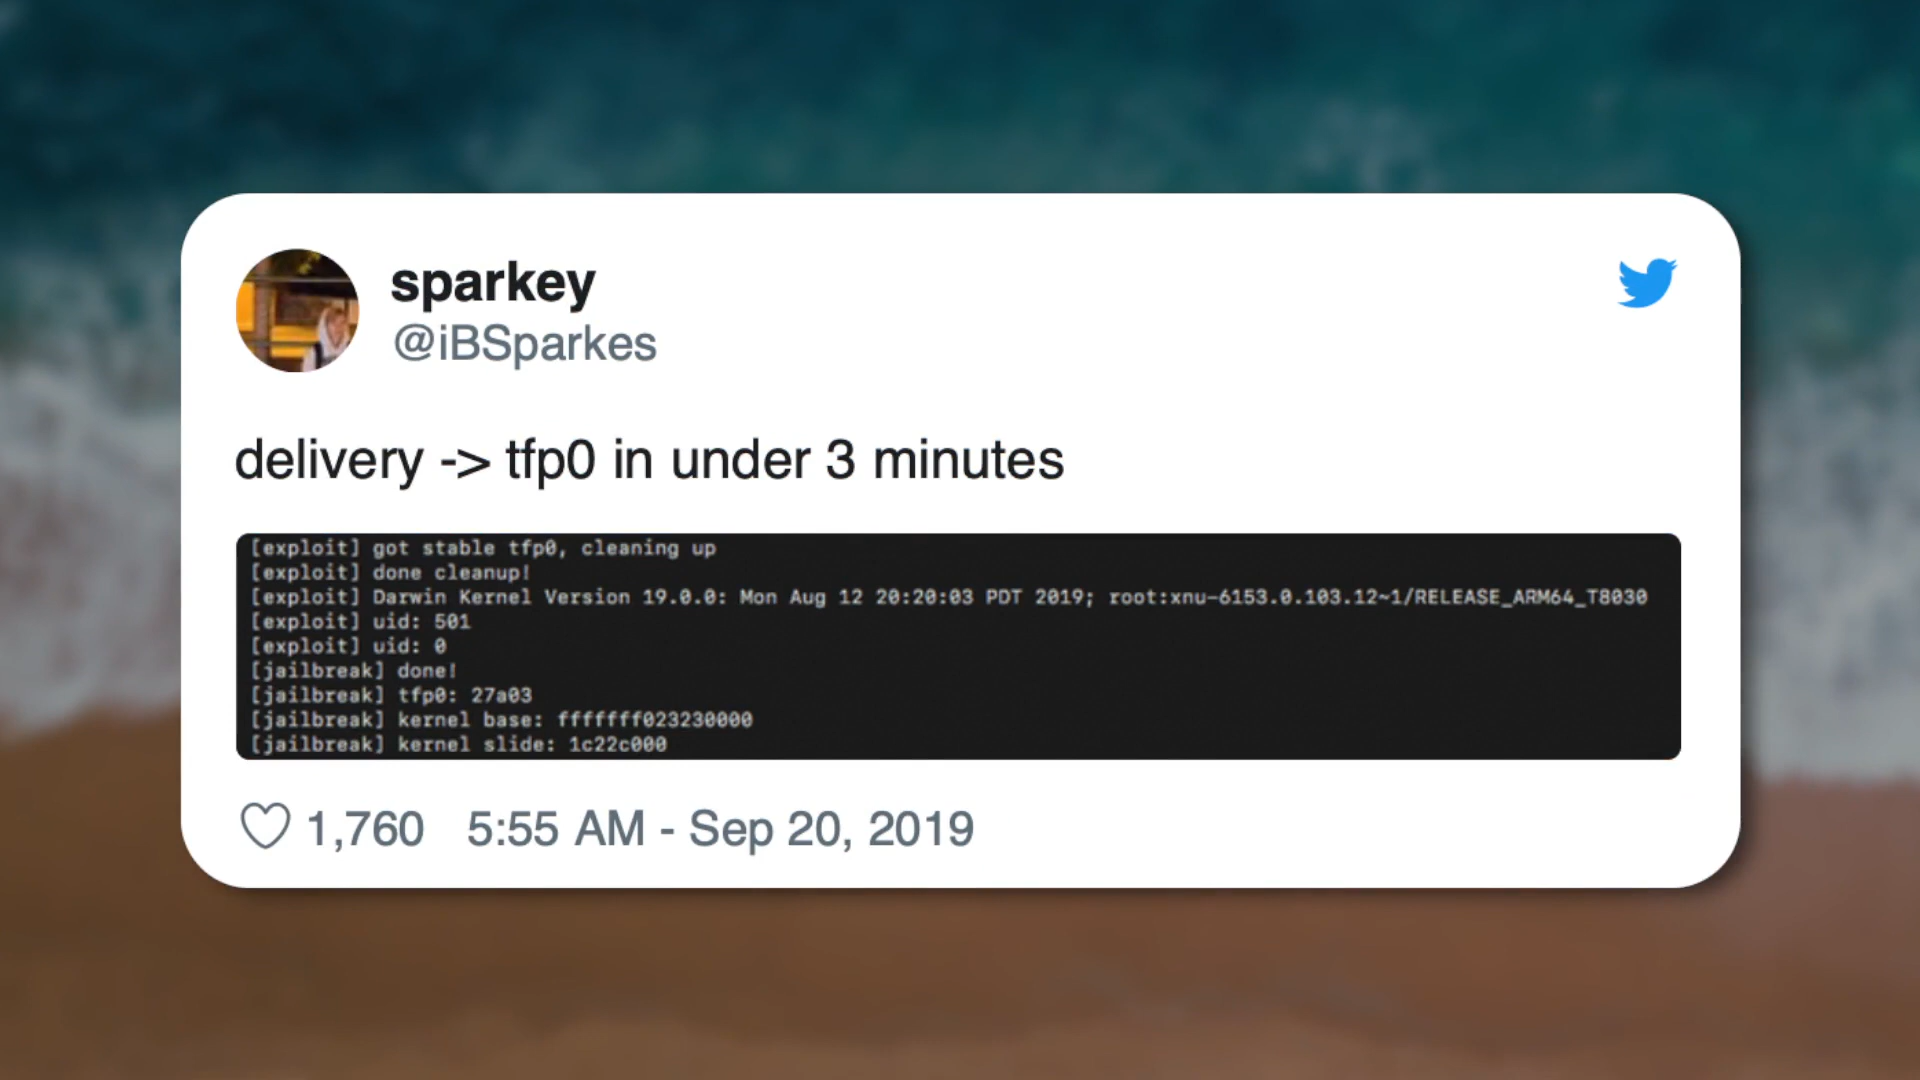 sparkey
@iBSparkes
delivery -> tfp0 in under 3 minutes
[exploit] got stable tfp0, cleaning up
[exploit] done cleanup!
[exploit] Darwin Kernel Version 19.0.0: Mon Aug 12 20:20:03 PDT 2019; root:xnu-6153.0.103.12~1/RELEASE_ARM64_T8030
[exploit] uid: 501
[exploit] uid: 0
[jailbreak] done!
[jailbreak] tfp0: 27a03
[jailbreak] kernel base: fffffff023230000
[jailbreak] kernel slide: 1c22c000
1,760 5:55 AM - Sep 20, 2019